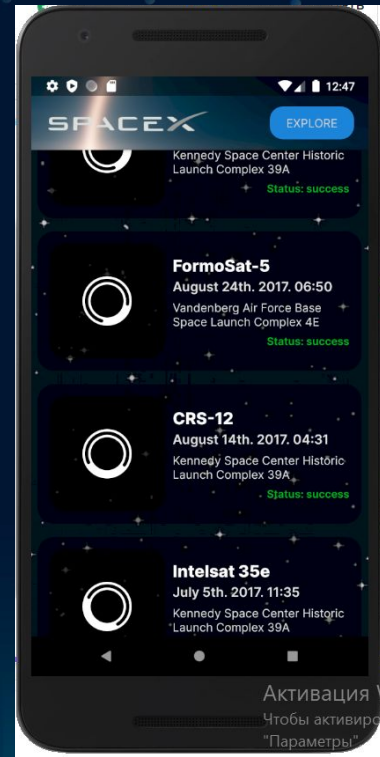 12:47
SPACEX
EXPLORE
Kennedy Space Center Historic
Launch Complex 39A
Status: success
FormoSat-5
August 24th. 2017. 06:50
Vandenberg Air Force Base
Space Launch Complex 4E
Status: success
CRS-12
August 14th. 2017. 04:31
Kennedy Space Center Historic
Launch Complex 39A
Status: success
Intelsat 35e
July 5th. 2017. 11:35
Kennedy Space Center Historic
Launch Complex 39A
Активация
Чтобы
"Параметры"